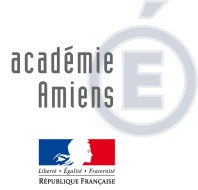 académie
Amiens
É
Liberté • Égalité • Fraternité
RÉPUBLIQUE FRANÇAISE